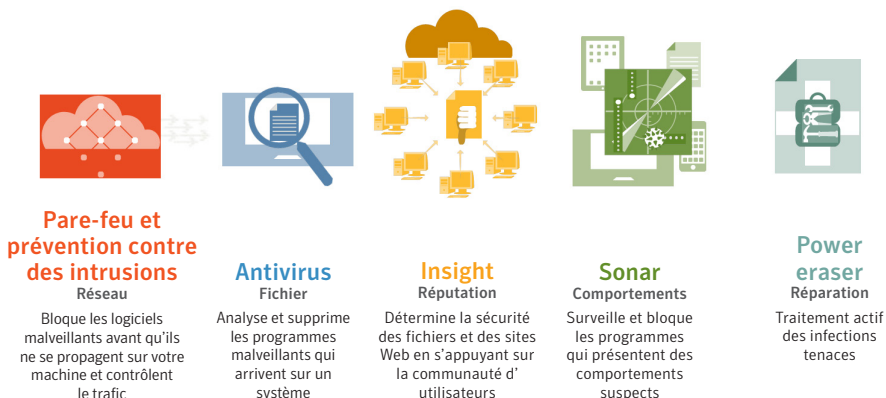 Pare-feu et
prévention contre
des intrusions
Réseau
Bloque les logiciels
malveillants avant qu'ils
ne se propagent sur votre
machine et contrôlent
le trafic
Antivirus
Fichier
Analyse et supprime
les programmes
malveillants qui
arrivent sur un
système
Insight
Réputation
Détermine la sécurité
des fichiers et des sites
Web en s'appuyant sur
la communauté d'
utilisateurs
Sonar
Comportements
Surveille et bloque
les programmes
qui présentent des
comportements
suspects
Power
eraser
Réparation
Traitement actif
des infections
tenaces